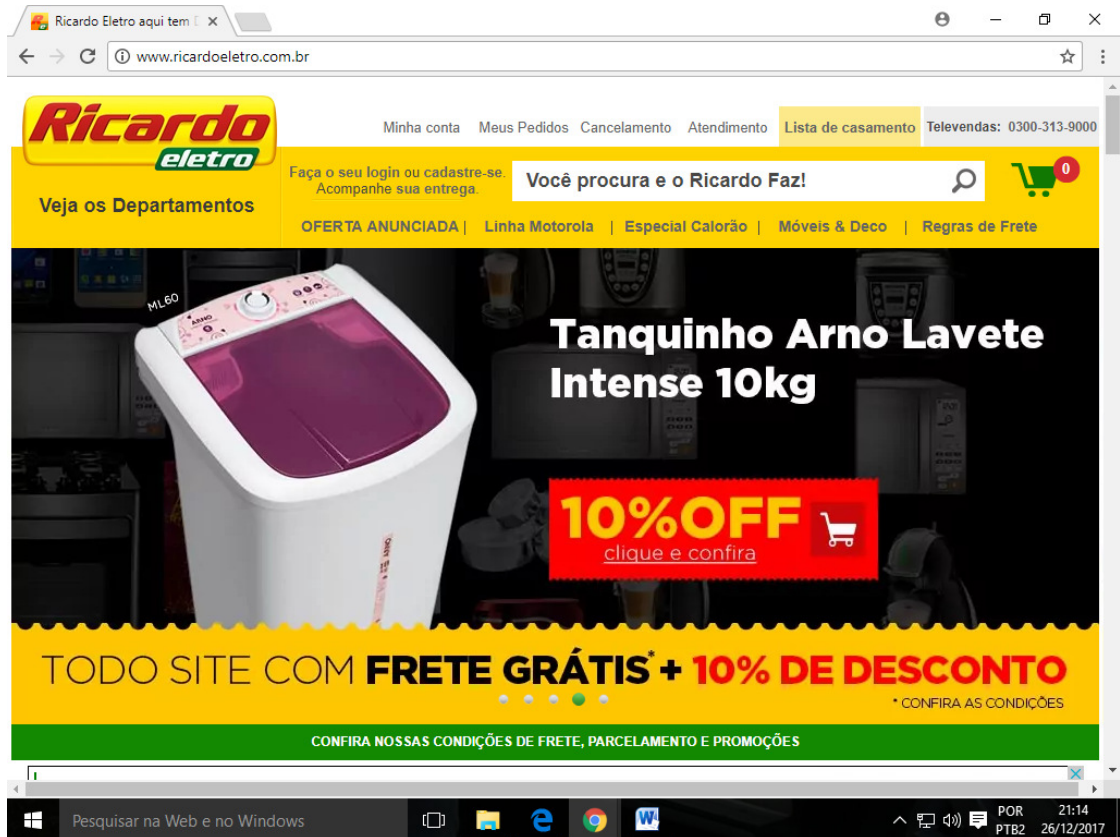 Ricardo Eletro aqui tem
www.ricardoeletro.com.br
Ricardo
eletro
Minha conta Meus Pedidos Cancelamento Atendimento Lista de casamento Televendas: 0300-313-9000
Faça o seu login ou cadastre-se.
Acompanhe sua entrega.
Você procura e o Ricardo Faz!
0
Veja os Departamentos
OFERTA ANUNCIADA | Linha Motorola | Especial Calorão | Móveis & Deco | Regras de Frete
ML60
ARNO
Tanquinho Arno Lavete
Intense 10kg
10%OFF
clique e confira
TODO SITE COM FRETE GRÁTIS*+ 10% DE DESCONTO
* CONFIRA AS CONDIÇÕES
CONFIRA NOSSAS CONDIÇÕES DE FRETE, PARCELAMENTO E PROMOÇÕES
Pesquisar na Web e no Windows
POR
PTB2
21:14
26/12/2017